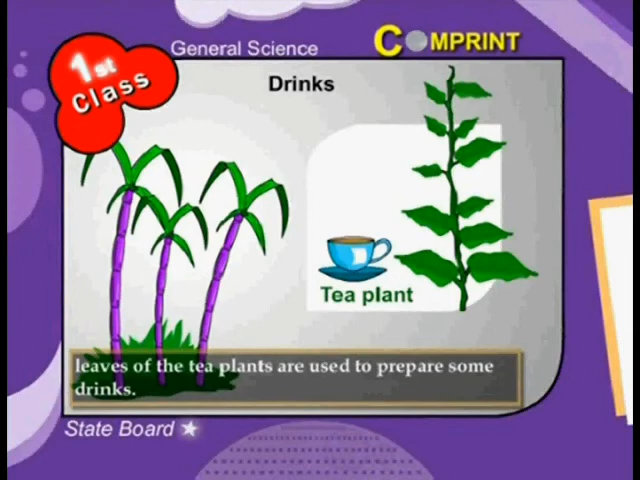 General Science
COMPRINT
1st
Class
Drinks
Tea plant
leaves of the tea plants are used to prepare some
drinks.
State Board